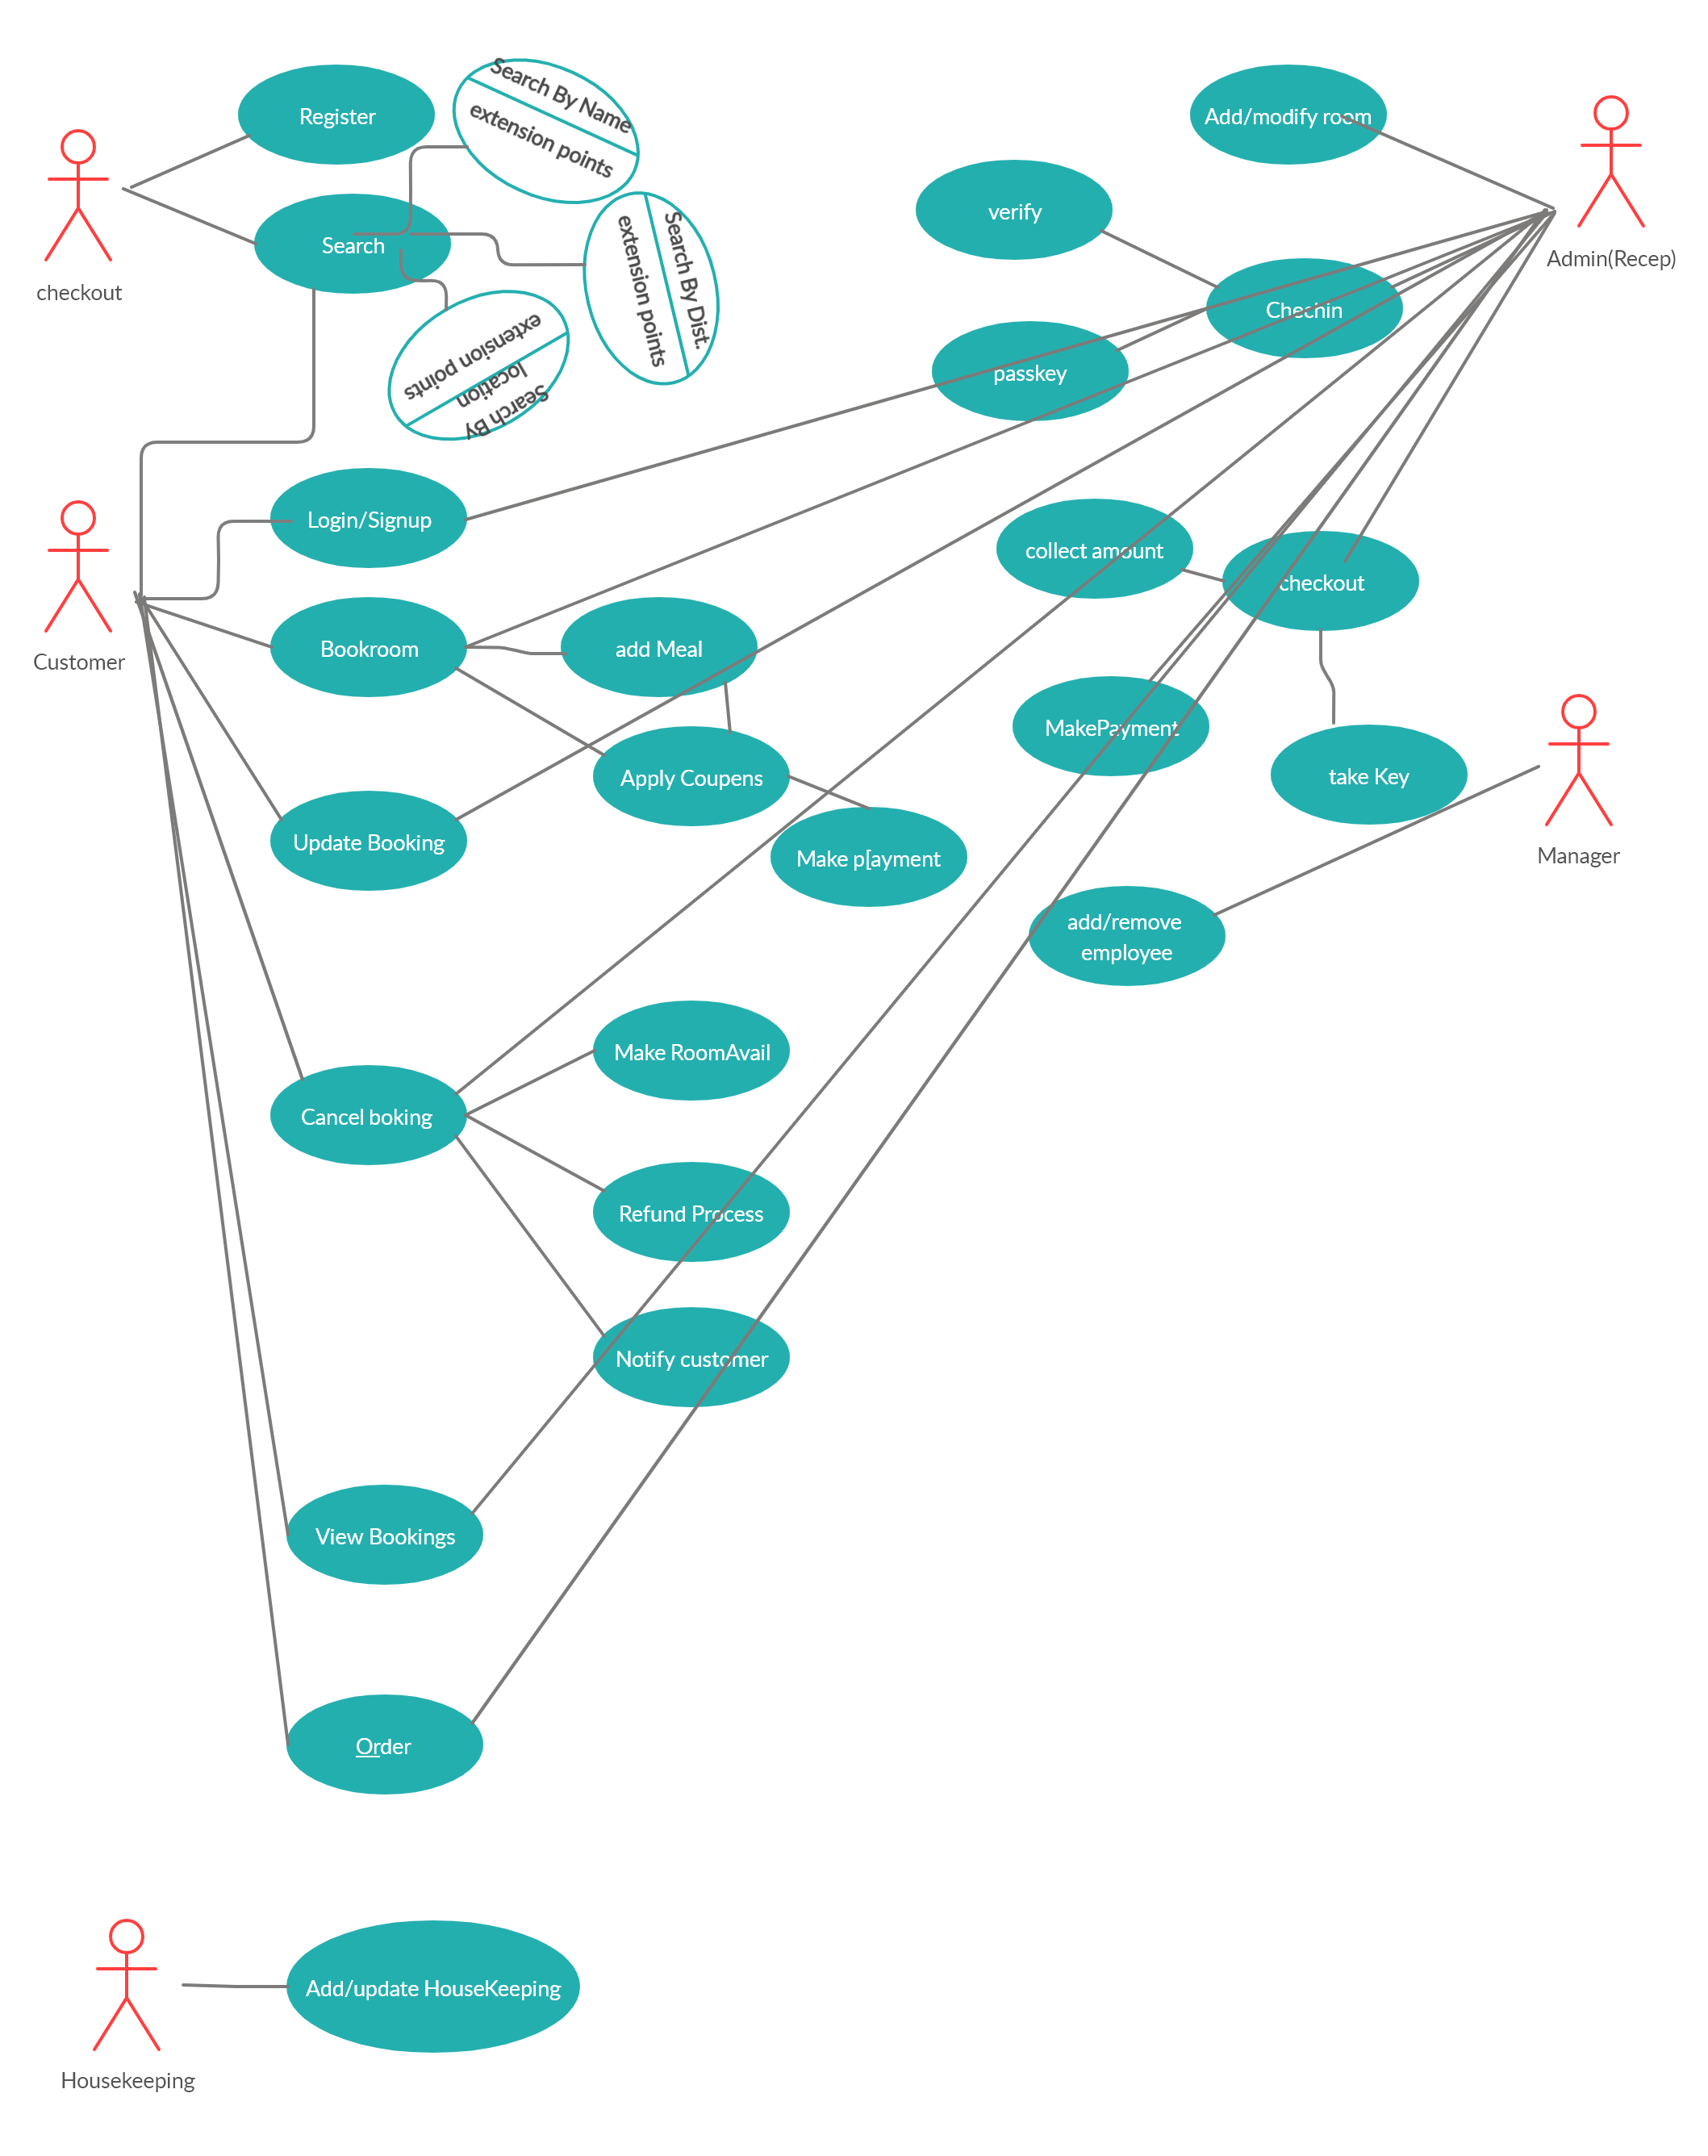 Register
Search By Name
extension points
Add/modify room
verify
Search
Search By Dist.
extension points
checkout
Admin(Recep)
Chechin
extension points
Search By
location
passkey
Login/Signup
collect amount
checkout
Customer
Bookroom
add Meal
MakePayment
take Key
Apply Coupens
Update Booking
Make p[ayment
Manager
add/remove
employee
Make RoomAvail
Cancel boking
Refund Process
Notify customer
View Bookings
Order
Add/update HouseKeeping
Housekeeping